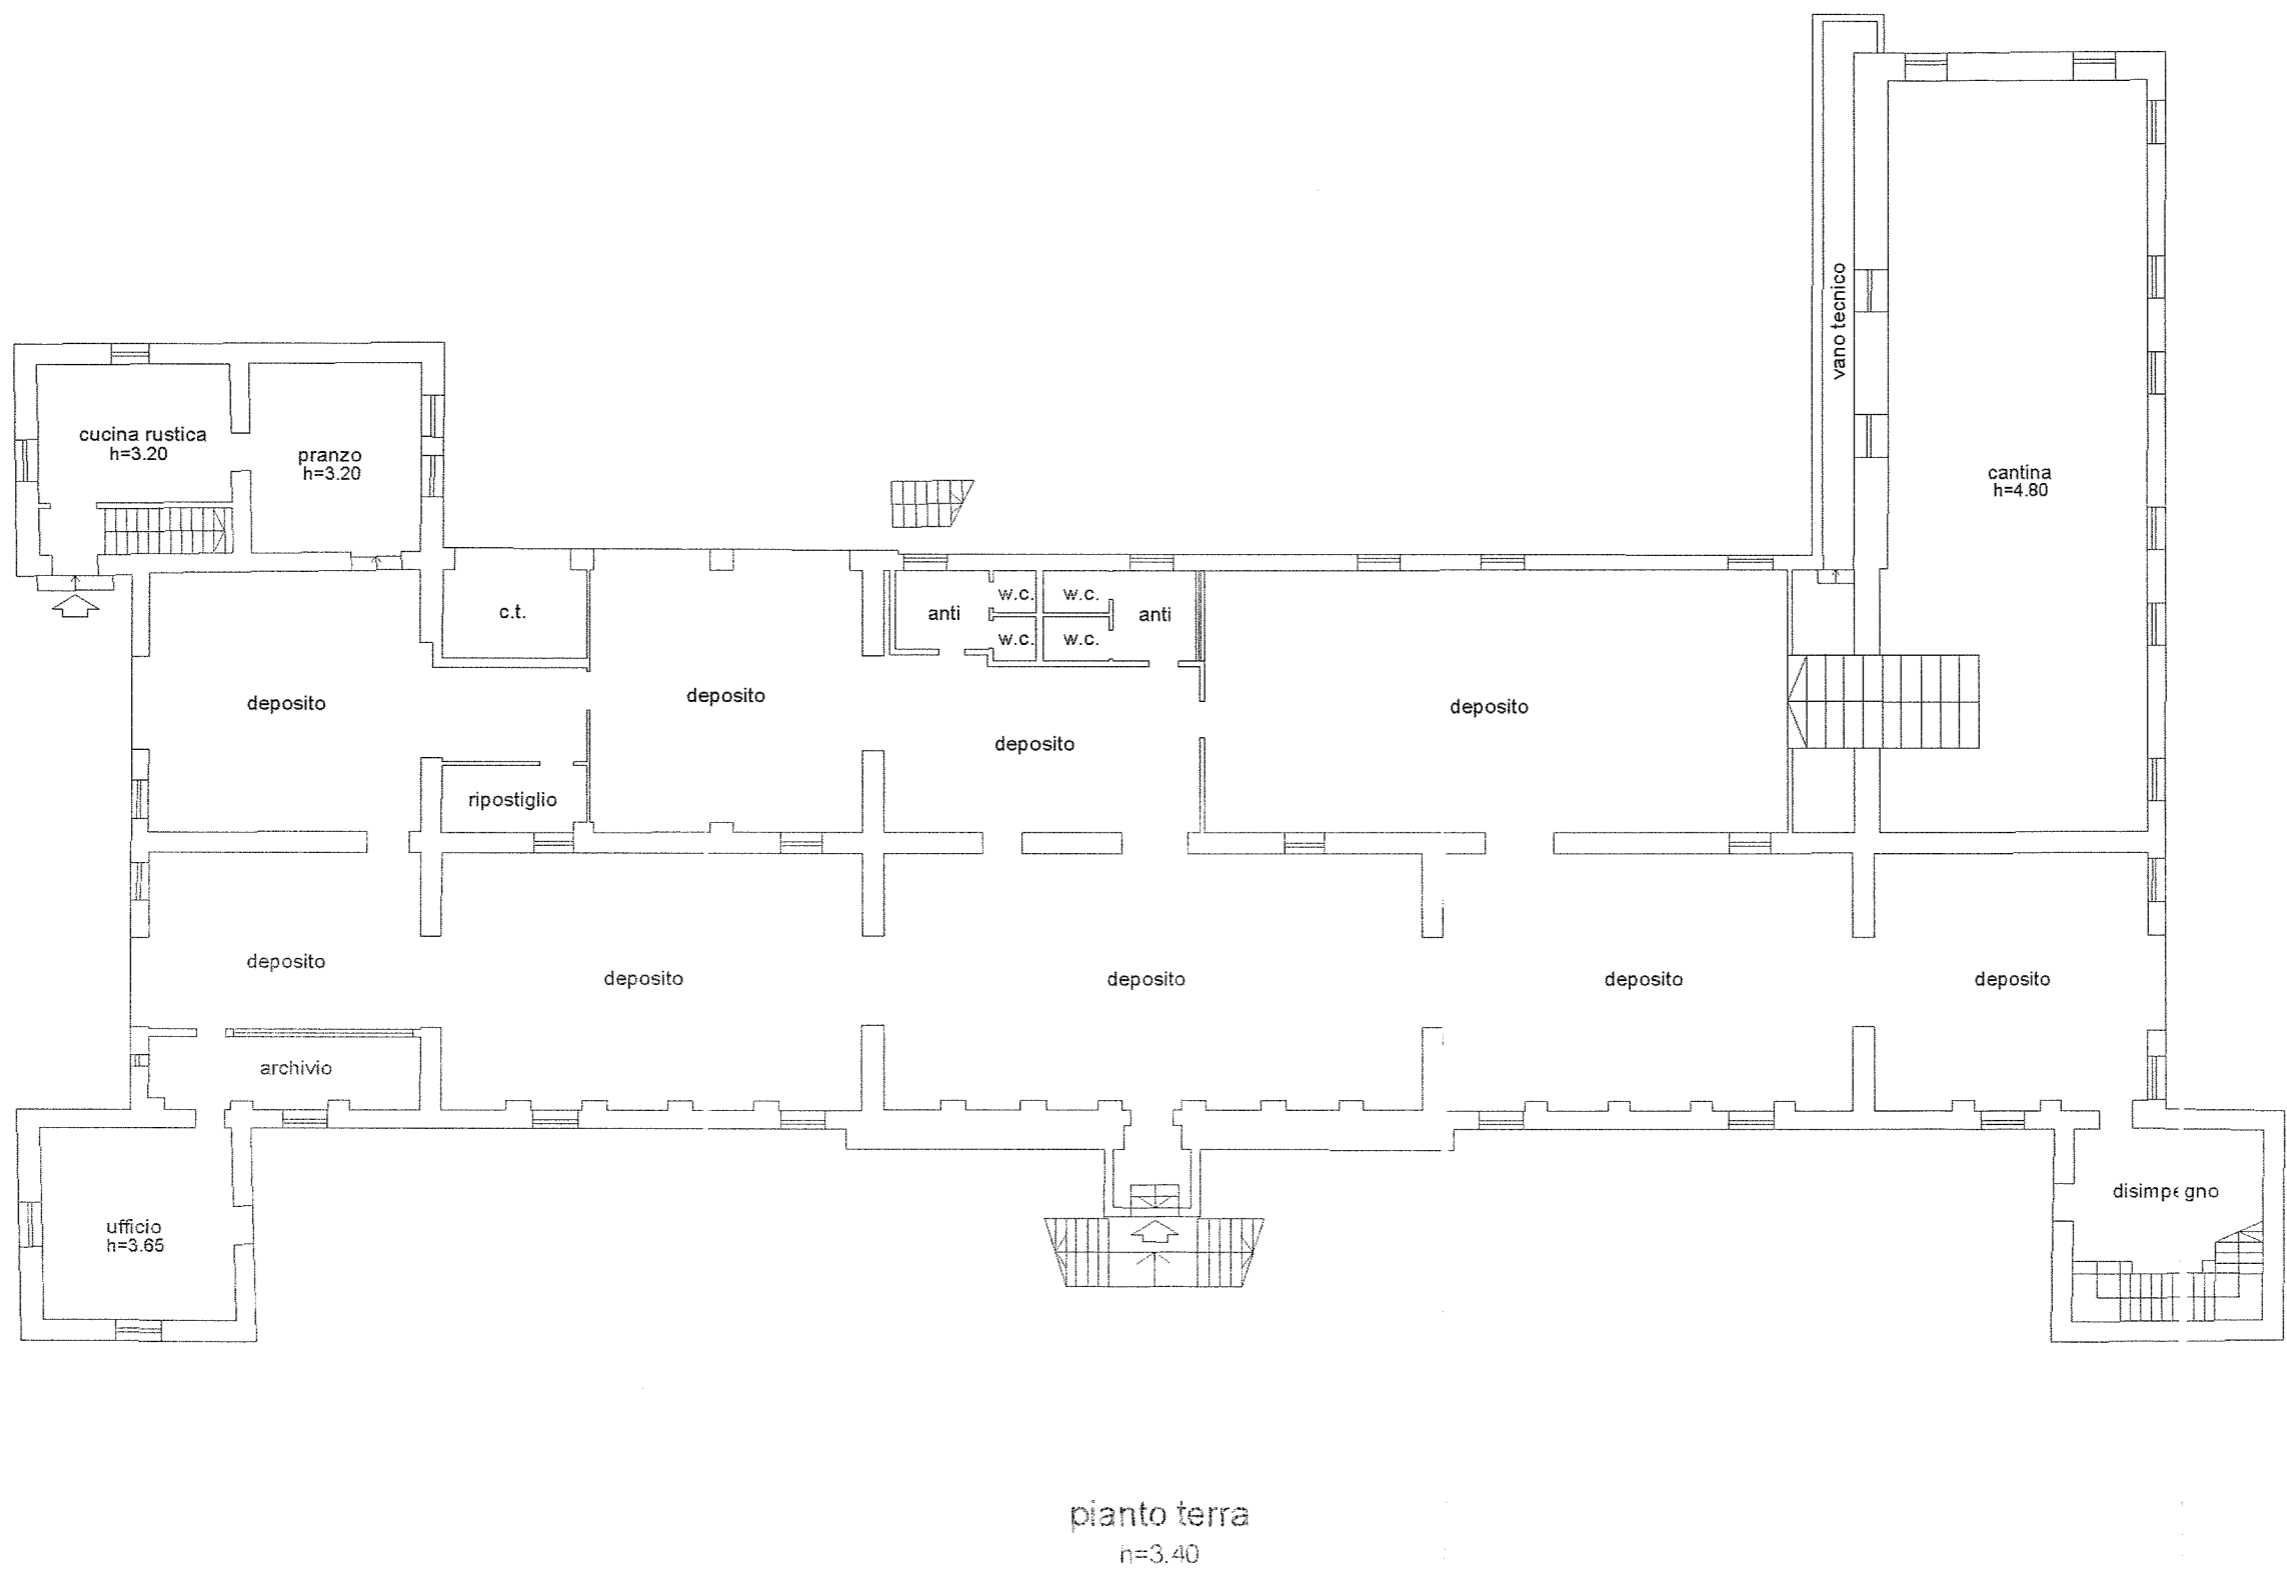 vano tecnico
cucina rustica
h=3.20
pranzo
h=3.20
cantina
h=4.80
c.t.
anti
w.c.
w.c.
anti
w.c.
w.c.
deposito
deposito
deposito
deposito
ripostiglio
deposito
deposito
deposito
deposito
deposito
archivio
disimpegno
ufficio
h=3.65
pianto terra
h=3.40